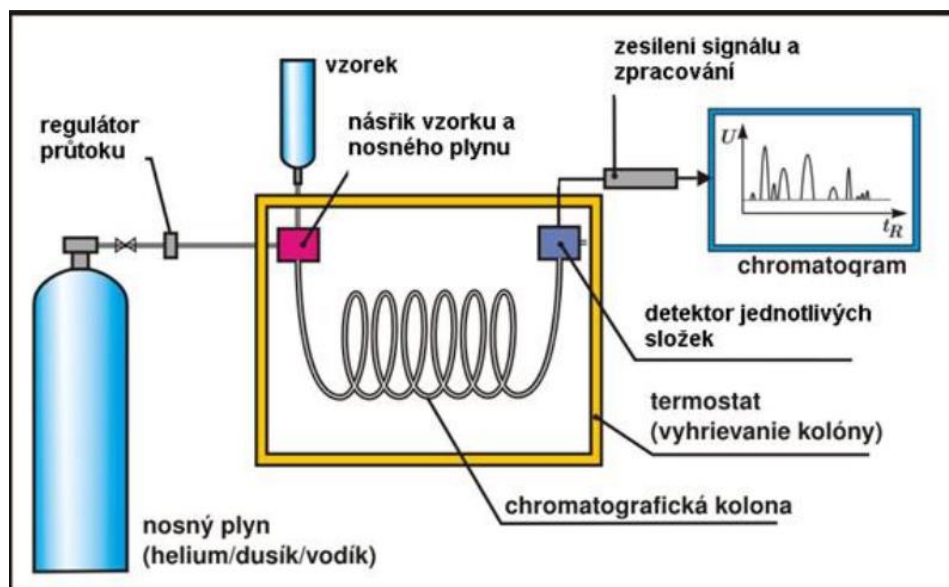 vzorek
zesílení signálu a
zpracování
regulátor
průtoku
násřik vzorku a
nosného plynu
U
t_R
chromatogram
detektor jednotlivých
složek
termostat
(vyhrievanie kolóny)
chromatografická kolona
nosný plyn
(helium/dusík/vodík)